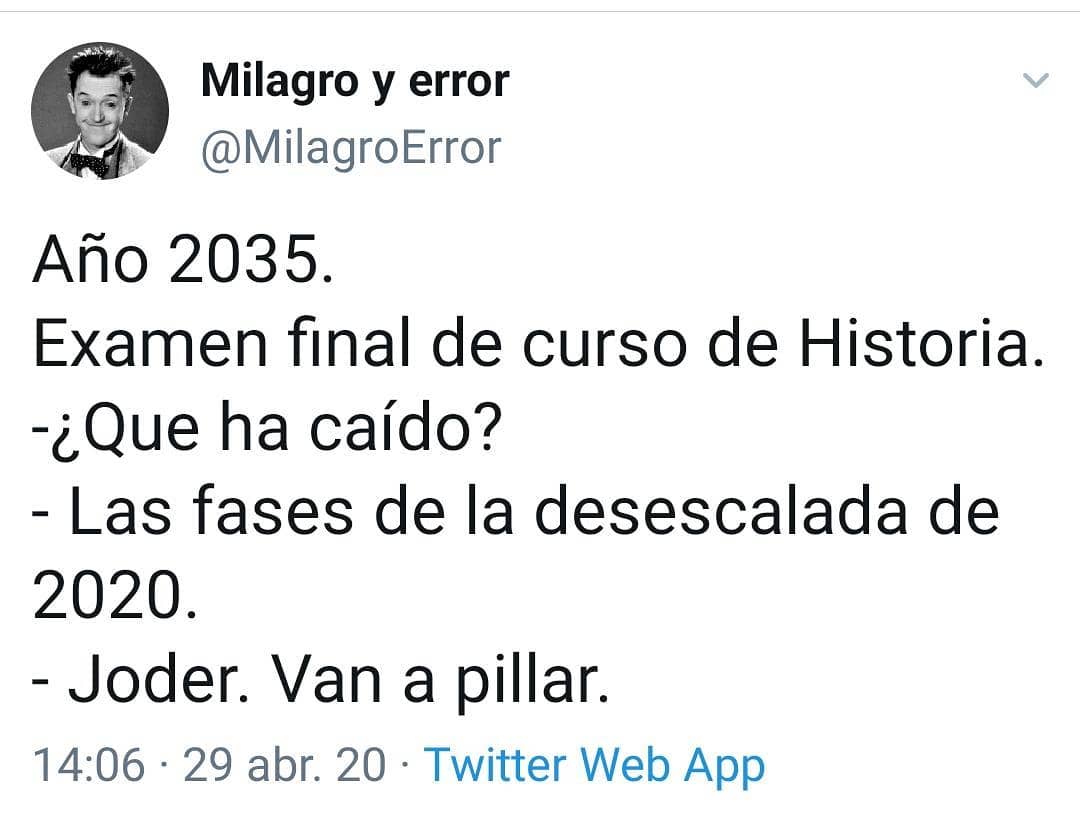 Milagro y error
@MilagroError
Año 2035.
Examen final de curso de Historia.
-¿Que ha caído?
- Las fases de la desescalada de
2020.
- Joder. Van a pillar.
14:06 · 29 abr. 20 · Twitter Web App